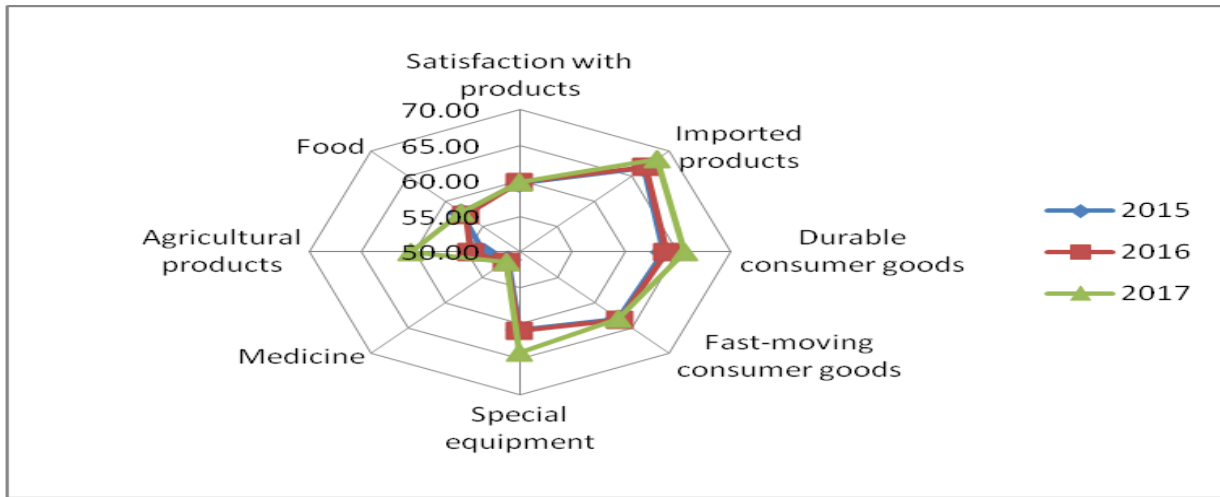 Satisfaction with
products
70.00
65.00
60.00
55.00
50.00
Imported
products
Durable
consumer goods
Fast-moving
consumer goods
Special
equipment
Medicine
Agricultural
products
Food
2015
2016
2017